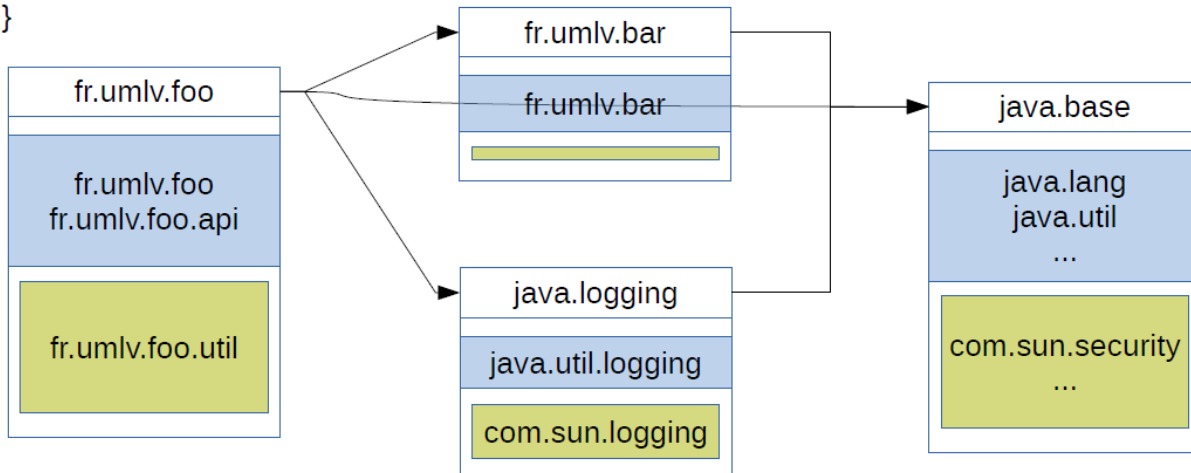 }
fr.umlv.foo
fr.umlv.foo
fr.umlv.foo.api
fr.umlv.foo.util
fr.umlv.bar
fr.umlv.bar
java.logging
java.util.logging
com.sun.logging
java.base
java.lang
java.util
...
com.sun.security
...